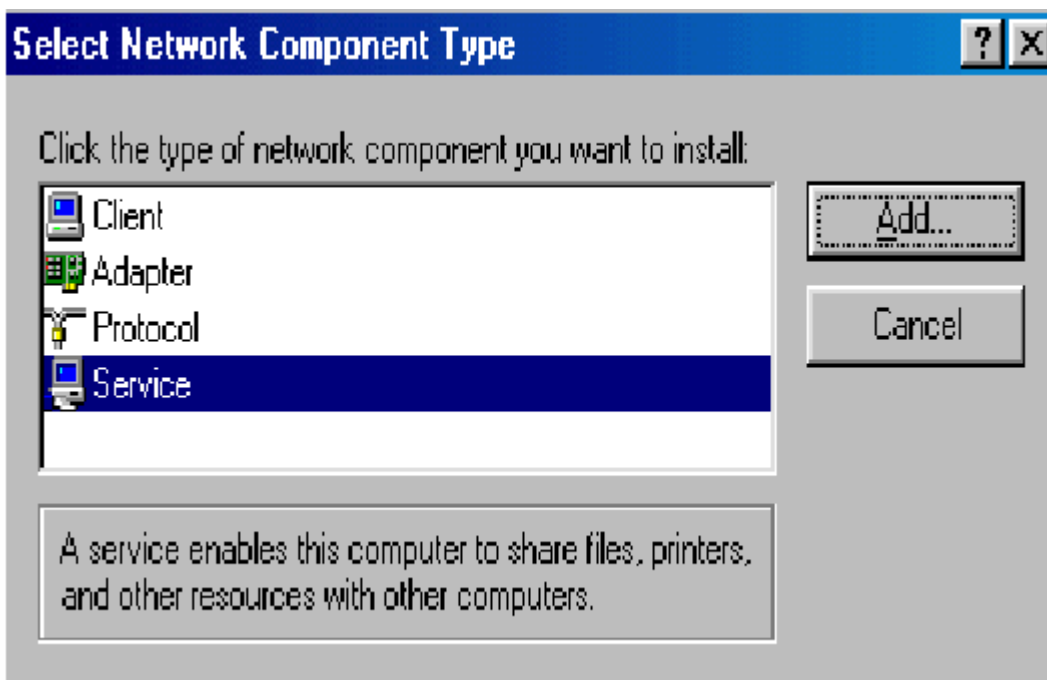 Select Network Component Type
Click the type of network component you want to install:
Client
Add...
Adapter
Protocol
Cancel
Service
A service enables this computer to share files, printers,
and other resources with other computers.